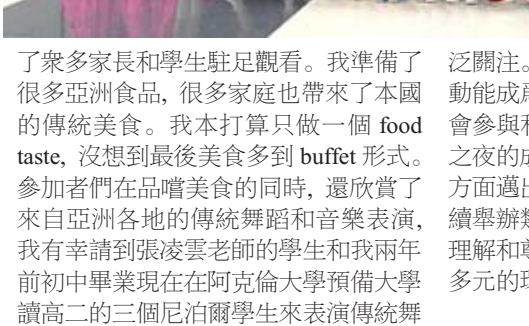 了衆多家長和學生駐足觀看。我準備了
很多亞洲食品, 很多家庭也帶來了本國
的傳統美食。我本打算只做一個 food
taste, 沒想到最後美食多到 buffet 形式。
參加者們在品嚐美食的同時, 還欣賞了
來自亞洲各地的傳統舞蹈和音樂表演,
我有幸請到張凌雲老師的學生和我兩年
前初中畢業現在在阿克倫大學預備大學
讀高二的三個尼泊爾學生來表演傳統舞
泛關注。
動能成
會參與
之夜的
方面邁
續舉辦
理解和
多元的